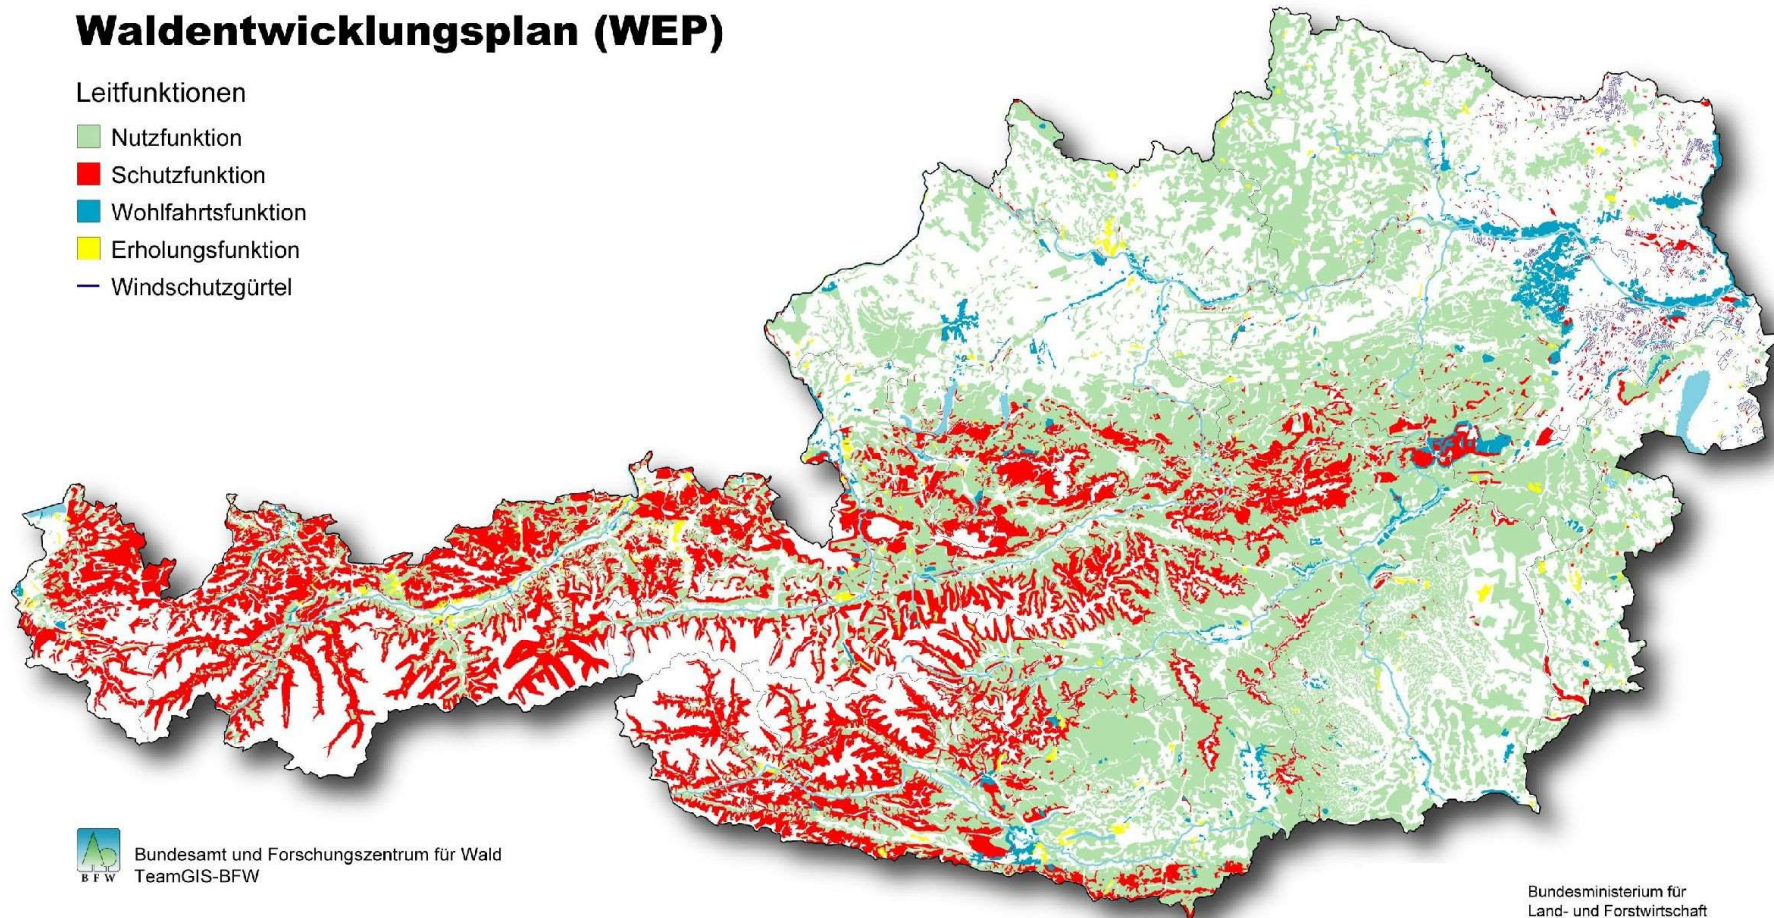 Waldentwicklungsplan (WEP)
Leitfunktionen
Nutzfunktion
Schutzfunktion
Wohlfahrtsfunktion
Erholungsfunktion
Windschutzgürtel
BFW
Bundesamt und Forschungszentrum für Wald
TeamGIS-BFW
Bundesministerium für
Land- und Forstwirtschaft